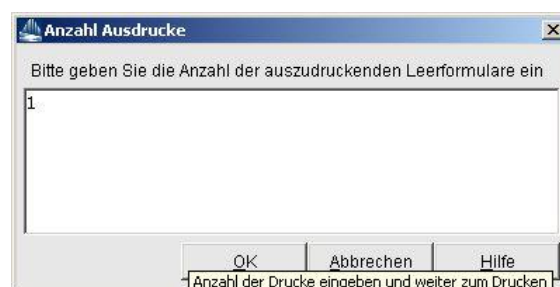 Anzahl Ausdrucke
Bitte geben Sie die Anzahl der auszudruckenden Leerformulare ein
1
OK Abbrechen Hilfe
Anzahl der Drucke eingeben und weiter zum Drucken